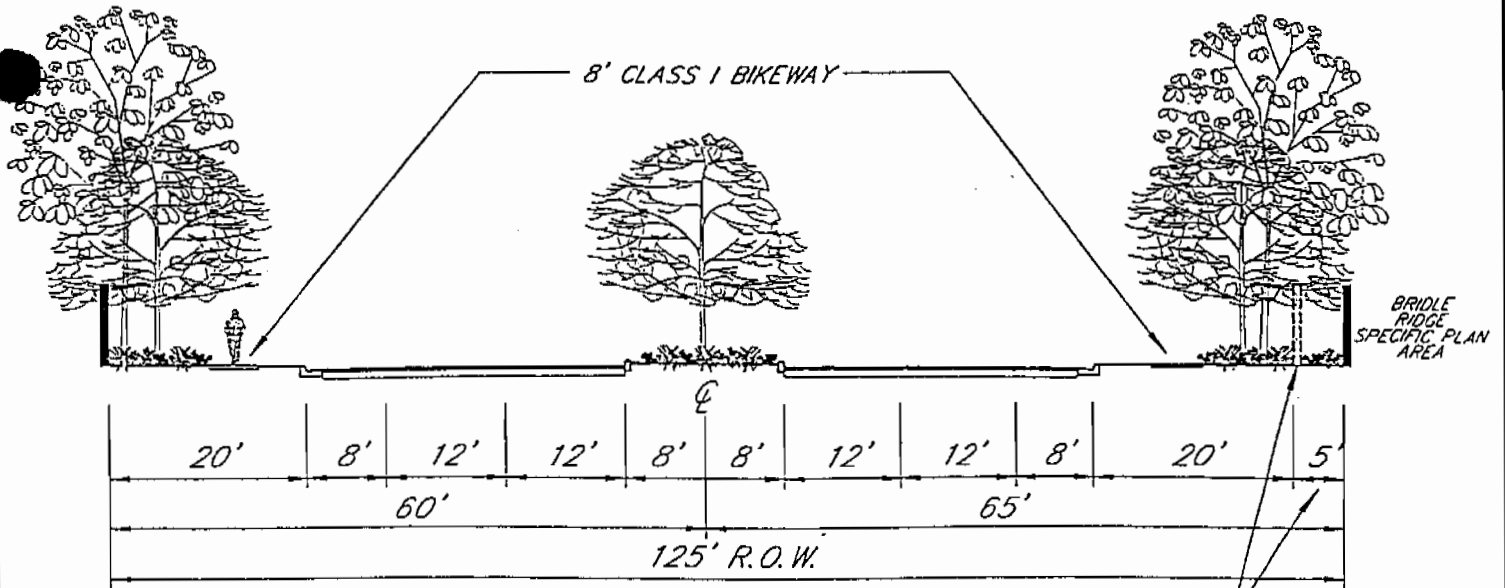 8' CLASS I BIKEWAY
BRIDLE
RIDGE
SPECIFIC PLAN
AREA
℄
20' 8' 12' 12' 8' 8' 12' 12' 8' 20' 5'
60' 65'
125' R.O.W.